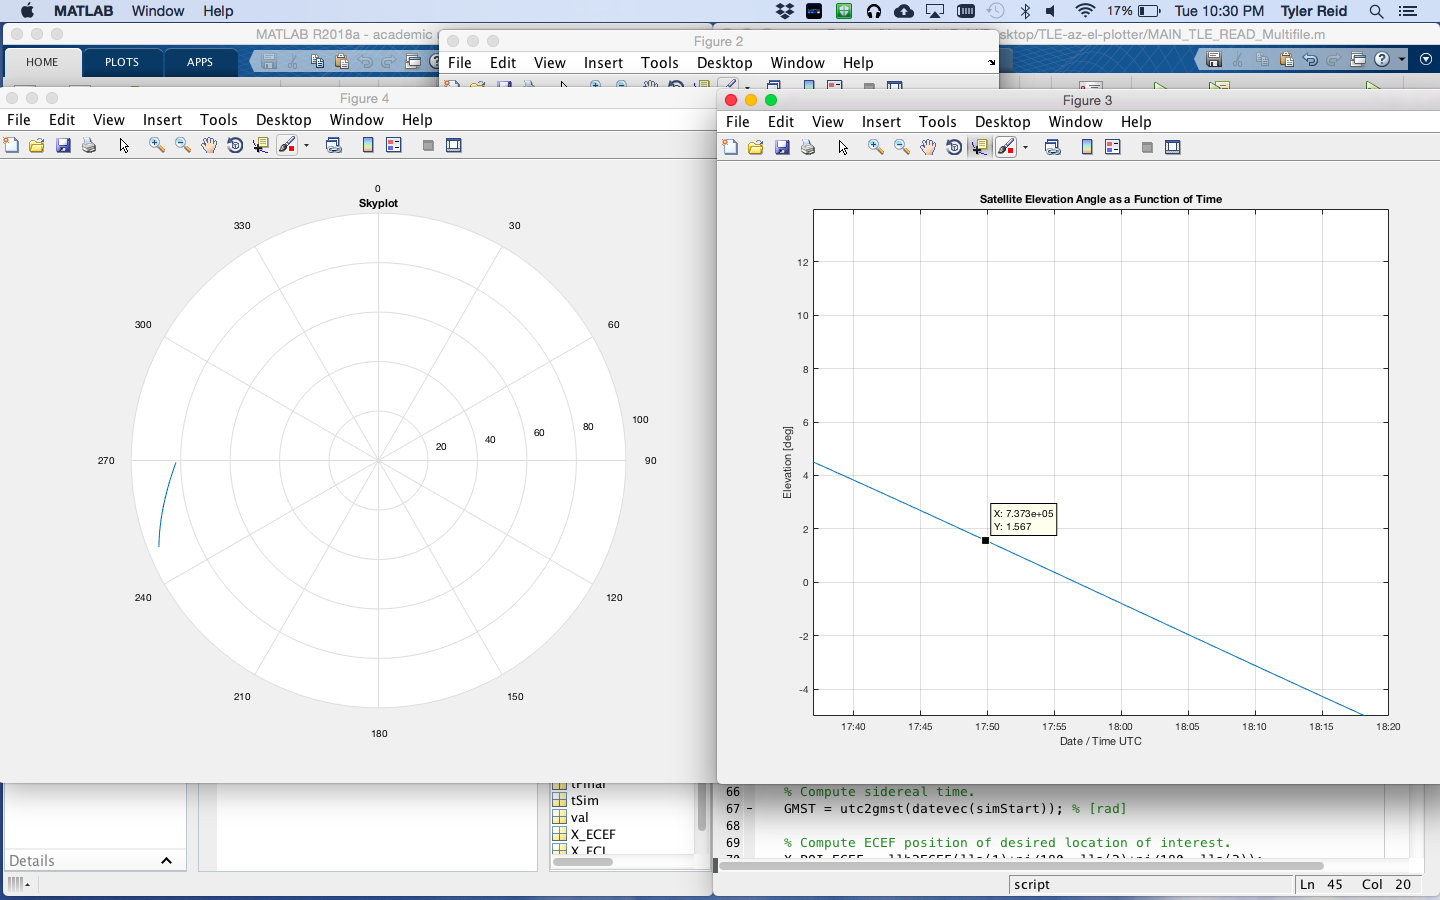 MATLAB Window Help
17% Tue 10:30 PM Tyler Reid
MATLAB R2018a - academic
sktop/TLE-az-el-plotter/MAIN_TLE_READ_Multifile.m
HOME PLOTS APPS
Figure 2
File Edit View Insert Tools Desktop Window Help
Figure 4
File Edit View Insert Tools Desktop Window Help
0
Skyplot
330 30
300 60
100
80
60
40
20
270 90
240 120
210 150
180
Figure 3
File Edit View Insert Tools Desktop Window Help
Satellite Elevation Angle as a Function of Time
12
10
8
6
4
2
0
-2
-4
Elevation [deg]
X: 7.373e+05
Y: 1.567
17:40 17:45 17:50 17:55 18:00 18:05 18:10 18:15 18:20
Date / Time UTC
Details
tFinal
tSim
val
X_ECEF
X_ECI
66 % Compute sidereal time.
67 - GMST = utc2gmst(datevec(simStart)); % [rad]
68
69 % Compute ECEF position of desired location of interest.
70
script Ln 45 Col 20